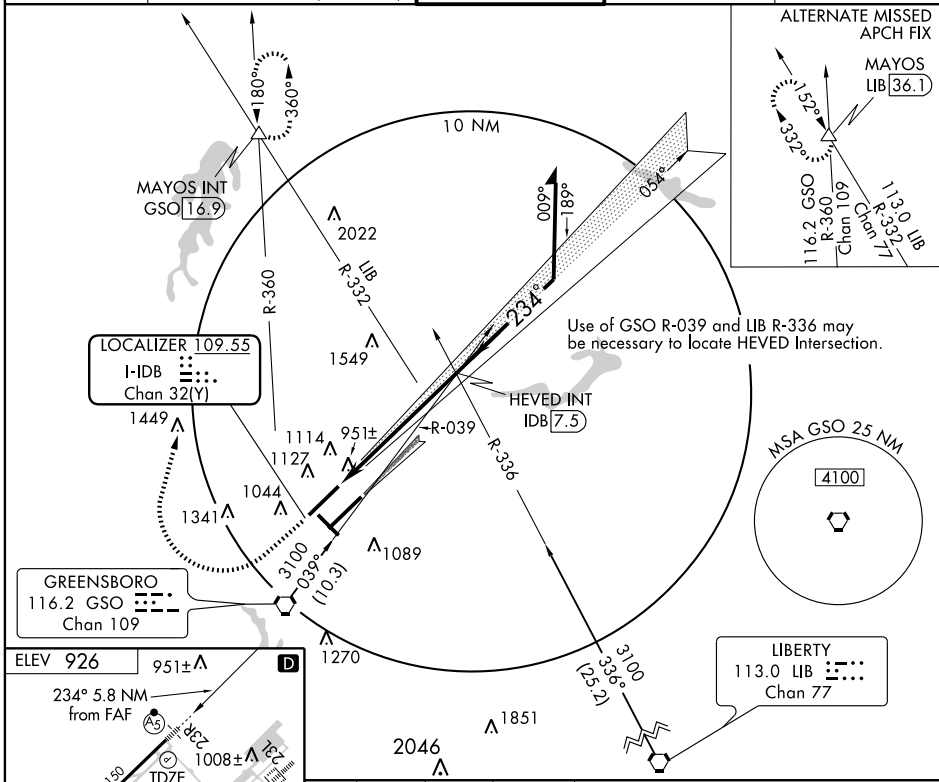 ALTERNATE MISSED
APCH FIX
MAYOS
LIB 36.1
152°
332°
116.2 GSO
R-360
Chan 109
113.0 LIB
R-332
Chan 77
180°
360°
10 NM
MAYOS INT
GSO 16.9
2022
009°
189°
054°
R-360
LIB
R-332
234°
Use of GSO R-039 and LIB R-336 may
be necessary to locate HEVED Intersection.
LOCALIZER 109.55
I-IDB
Chan 32(Y)
1549
HEVED INT
IDB 7.5
1449
1114
951±
R-039
1127
R-336
MSA GSO 25 NM
4100
1044
1341
1089
3100
039°
(10.3)
GREENSBORO
116.2 GSO
Chan 109
1270
3100
336°
(25.2)
LIBERTY
113.0 LIB
Chan 77
ELEV 926
951±
D
234° 5.8 NM
from FAF
A5
23R
1008±
23L
P
150
TDZE
1851
2046